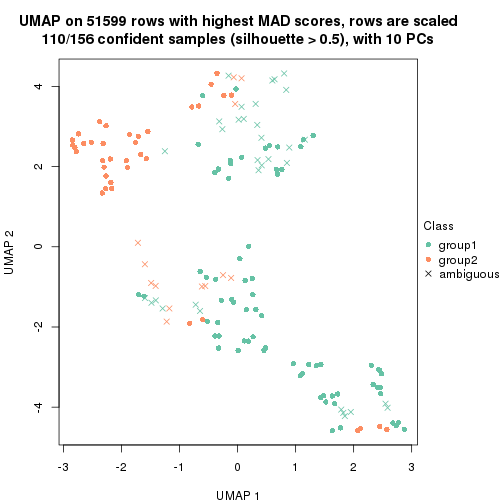 UMAP on 51599 rows with highest MAD scores, rows are scaled
110/156 confident samples (silhouette > 0.5), with 10 PCs
4
2
0
-2
-4
UMAP 2
-3
-2
-1
0
1
2
3
UMAP 1
Class
group1
group2
ambiguous